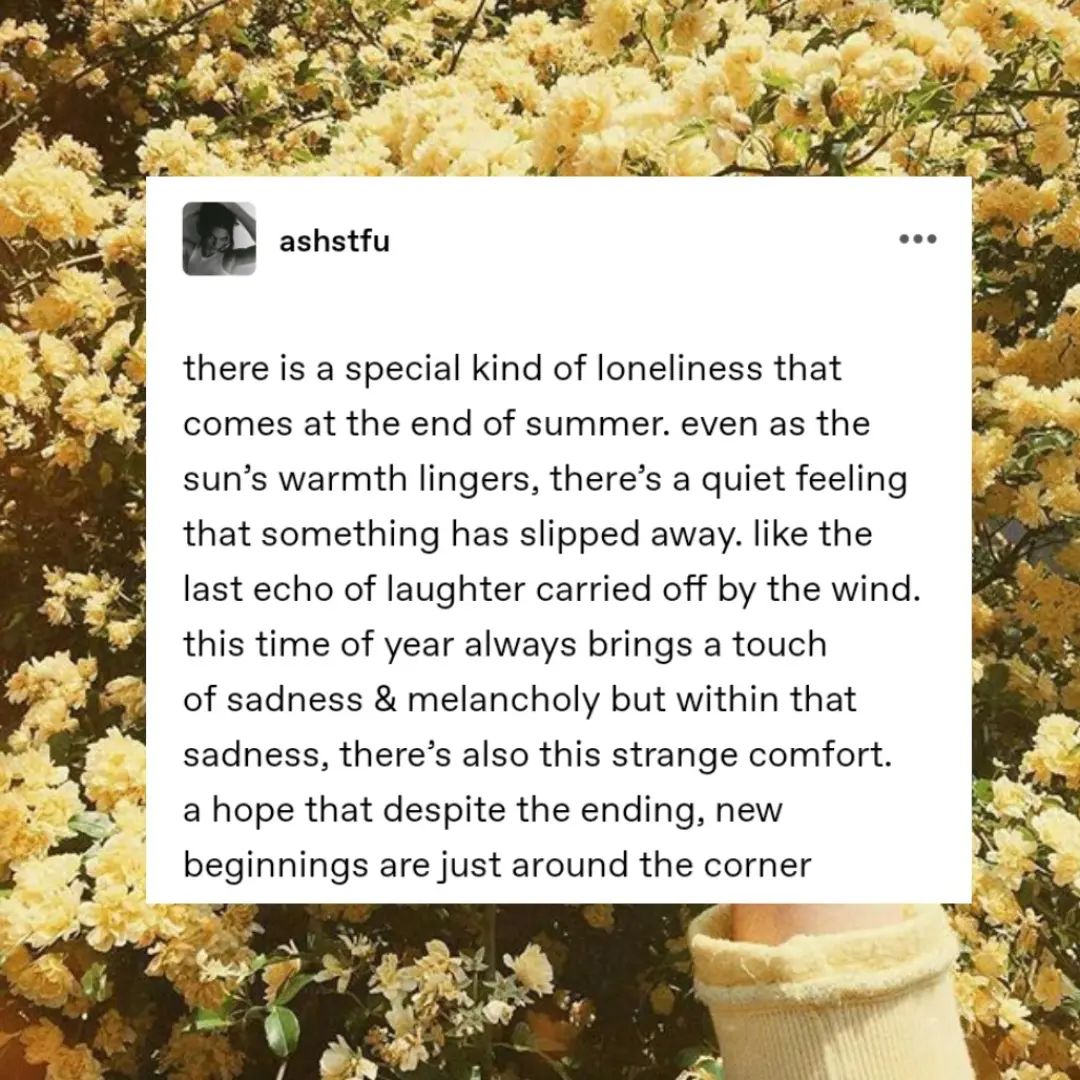 ashstfu
there is a special kind of loneliness that
comes at the end of summer. even as the
sun’s warmth lingers, there’s a quiet feeling
that something has slipped away. like the
last echo of laughter carried off by the wind.
this time of year always brings a touch
of sadness & melancholy but within that
sadness, there’s also this strange comfort.
a hope that despite the ending, new
beginnings are just around the corner